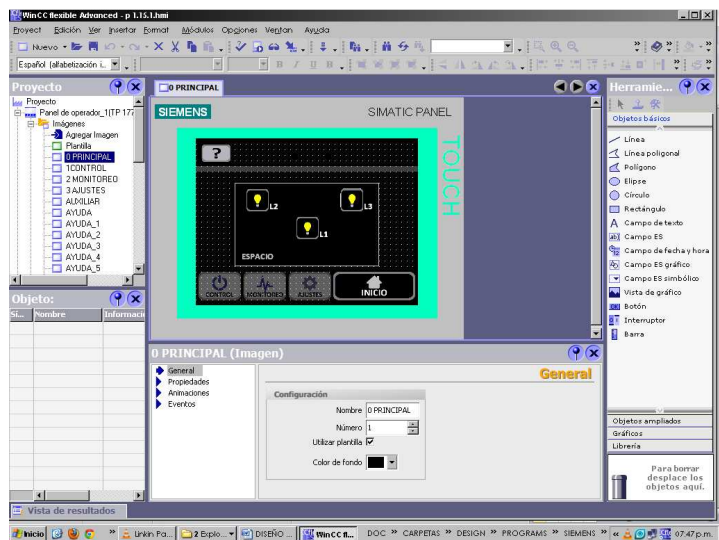 WinCC flexible Advanced - p 1.15.1.hmi
Proyect Edición Ver Insertar Format Módulos Opciones Ventan Ayuda
Nuevo
Español (alfabetización i...
Proyecto
Proyecto
Panel de operador_1(TP 177
Imágenes
Agregar Imagen
Plantilla
0 PRINCIPAL
1CONTROL
2 MONITOREO
3 AJUSTES
AUXILIAR
AYUDA
AYUDA_1
AYUDA_2
AYUDA_3
AYUDA_4
AYUDA_5
Objeto:
Si... Nombre Informació
0 PRINCIPAL
SIEMENS SIMATIC PANEL
TOUCH
?
L2 L3
L1
ESPACIO
CONTROL MONITOREO AJUSTES INICIO
0 PRINCIPAL (Imagen)
General
Propiedades
Animaciones
Eventos
General
Configuración
Nombre 0 PRINCIPAL
Número 1
Utilizar plantilla
Color de fondo
Herramie...
Objetos básicos
Línea
Línea poligonal
Polígono
Elipse
Círculo
Rectángulo
Campo de texto
Campo ES
Campo de fecha y hora
Campo ES gráfico
Campo ES simbólico
Vista de gráfico
Botón
Interruptor
Barra
Objetos ampliados
Gráficos
Librería
Para borrar
desplace los
objetos aquí.
Vista de resultados
Inicio » Linkin Pa... 2 Explo... DISEÑO ... WinCC fl... DOC » CARPETAS » DESIGN » PROGRAMS » SIEMENS » « 07:47 p.m.